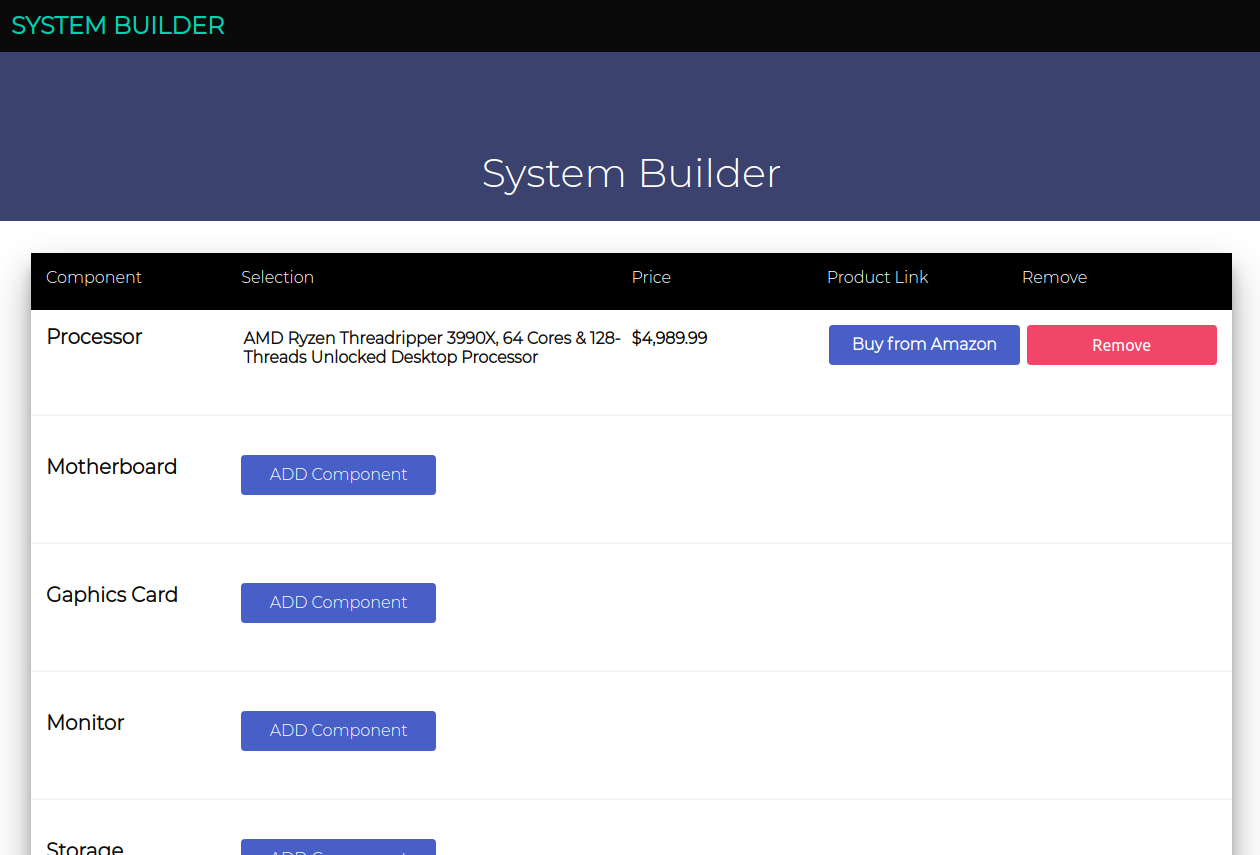 SYSTEM BUILDER
System Builder
Component Selection Price Product Link Remove
Processor AMD Ryzen Threadripper 3990X, 64 Cores & 128- $4,989.99 Buy from Amazon Remove
Threads Unlocked Desktop Processor
Motherboard ADD Component
Gaphics Card ADD Component
Monitor ADD Component
Storage